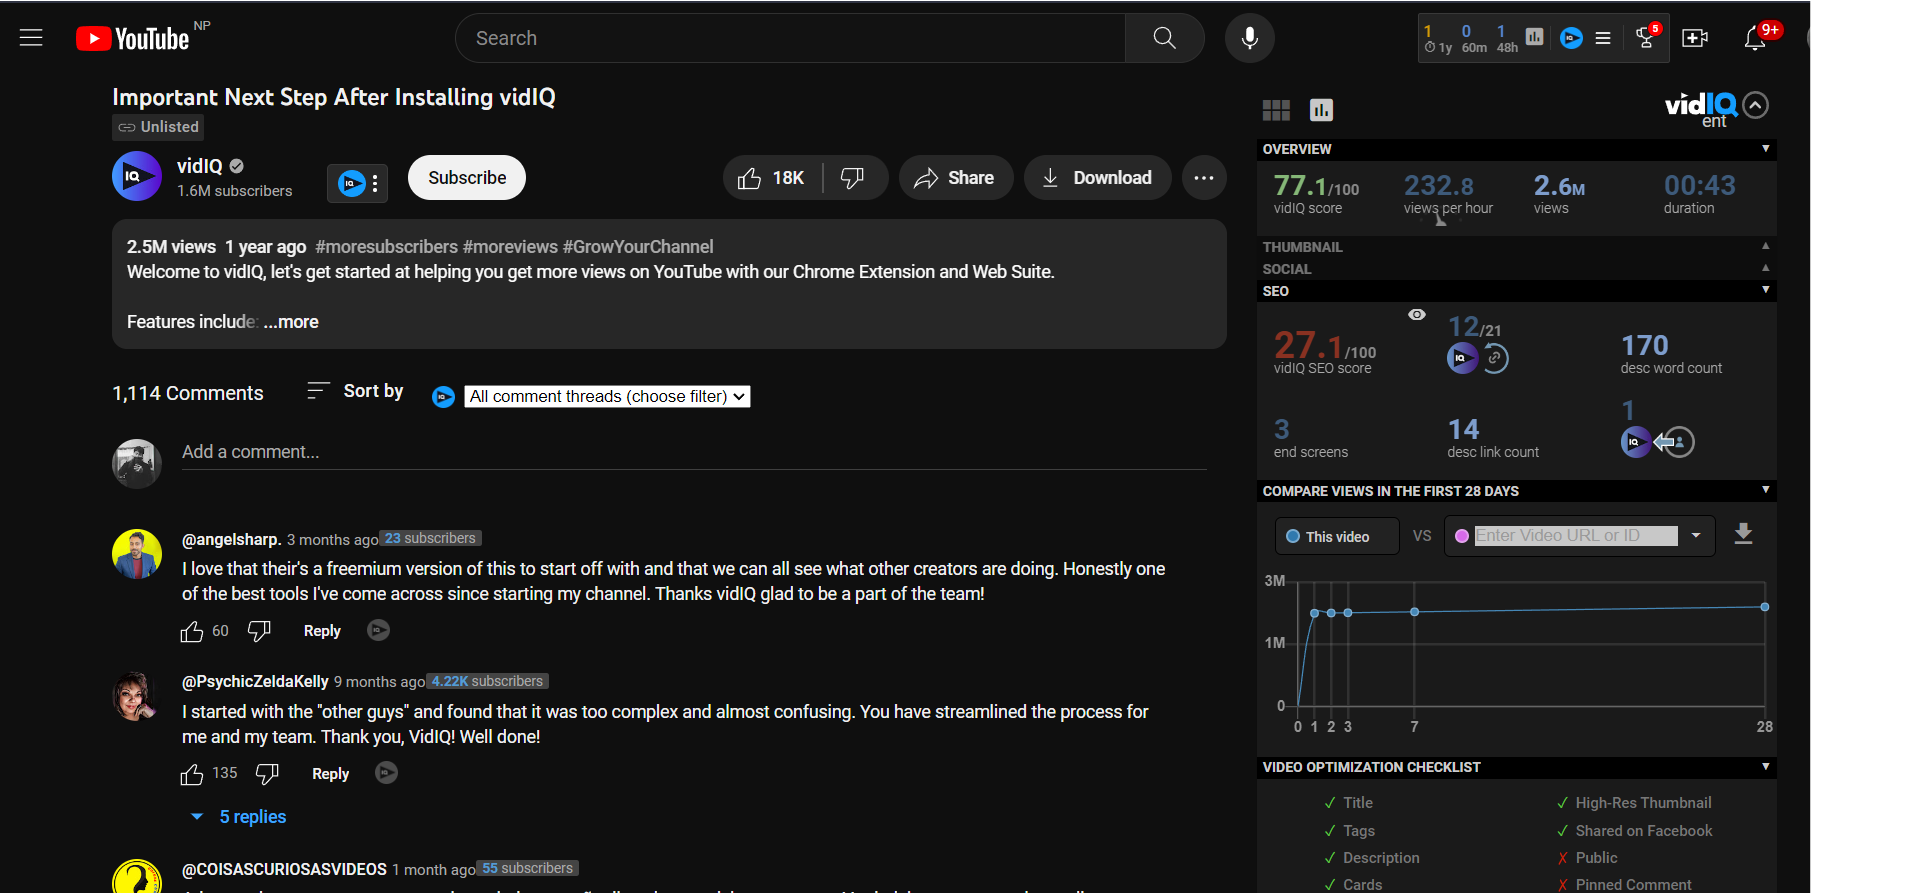 YouTube NP
Search
1 0 1
1y 60m 48h
IQ
5
9+
Important Next Step After Installing vidIQ
Unlisted
IQ
vidIQ
1.6M subscribers
IQ
Subscribe
18K
Share
Download
2.5M views 1 year ago #moresubscribers #moreviews #GrowYourChannel
Welcome to vidIQ, let's get started at helping you get more views on YouTube with our Chrome Extension and Web Suite.
Features include: ...more
1,114 Comments
Sort by
All comment threads (choose filter)
Add a comment...
@angelsharp. 3 months ago 23 subscribers
I love that their's a freemium version of this to start off with and that we can all see what other creators are doing. Honestly one
of the best tools I've come across since starting my channel. Thanks vidIQ glad to be a part of the team!
60 Reply
@PsychicZeldaKelly 9 months ago 4.22K subscribers
I started with the "other guys" and found that it was too complex and almost confusing. You have streamlined the process for
me and my team. Thank you, VidIQ! Well done!
135 Reply
5 replies
@COISASCURIOSASVIDEOS 1 month ago 55 subscribers
vidIQ
ent
OVERVIEW
77.1/100 232.8 2.6M 00:43
vidIQ score views per hour views duration
THUMBNAIL
SOCIAL
SEO
27.1/100 12/21 170
vidIQ SEO score IQ desc word count
3 14 1
end screens desc link count IQ
COMPARE VIEWS IN THE FIRST 28 DAYS
This video VS Enter Video URL or ID
3M
1M
0
0 1 2 3 7 28
VIDEO OPTIMIZATION CHECKLIST
✓ Title ✓ High-Res Thumbnail
✓ Tags ✓ Shared on Facebook
✓ Description ✗ Public
✓ Cards ✗ Pinned Comment